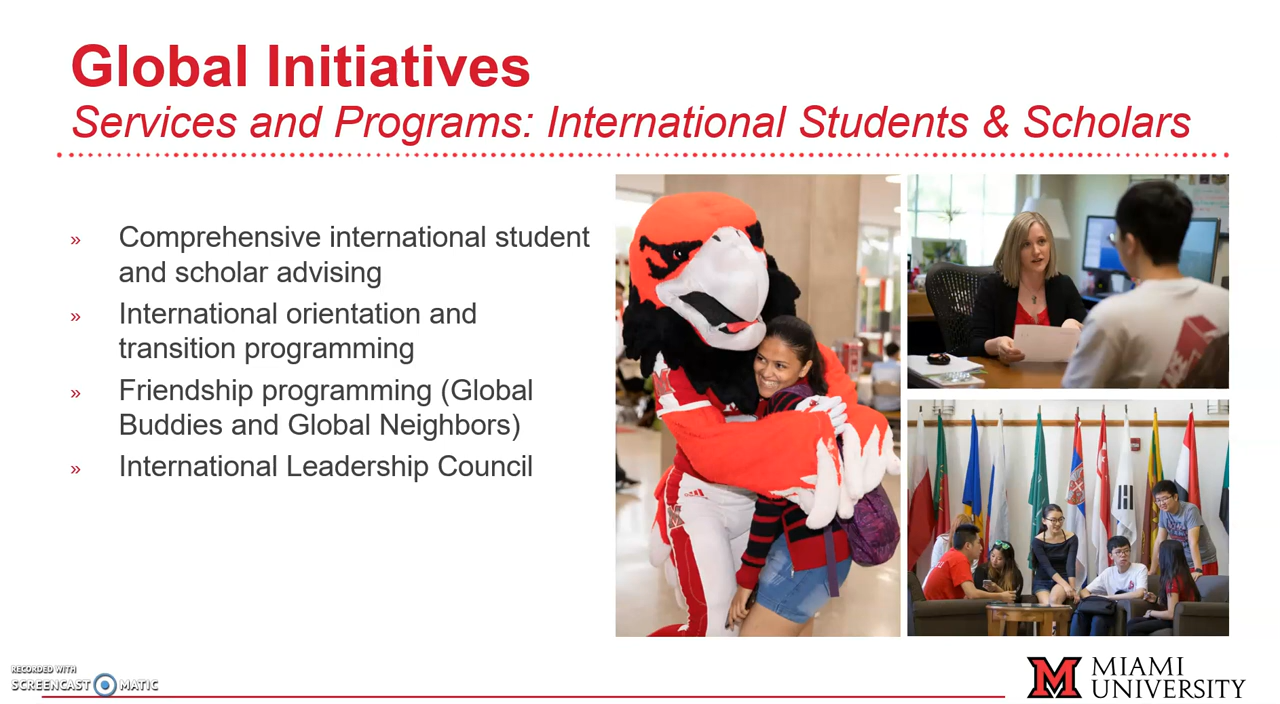 Global Initiatives
Services and Programs: International Students & Scholars
» Comprehensive international student
and scholar advising
» International orientation and
transition programming
» Friendship programming (Global
Buddies and Global Neighbors)
» International Leadership Council
RECORDED WITH
SCREENCAST MATIC
M MIAMI
UNIVERSITY